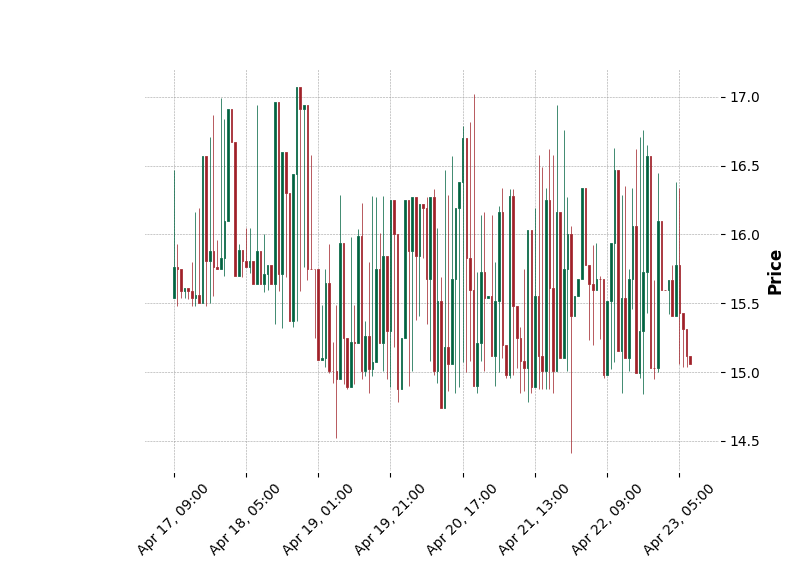 17.0
16.5
16.0
15.5
15.0
14.5
Price
Apr 17, 09:00
Apr 18, 05:00
Apr 19, 01:00
Apr 19, 21:00
Apr 20, 17:00
Apr 21, 13:00
Apr 22, 09:00
Apr 23, 05:00